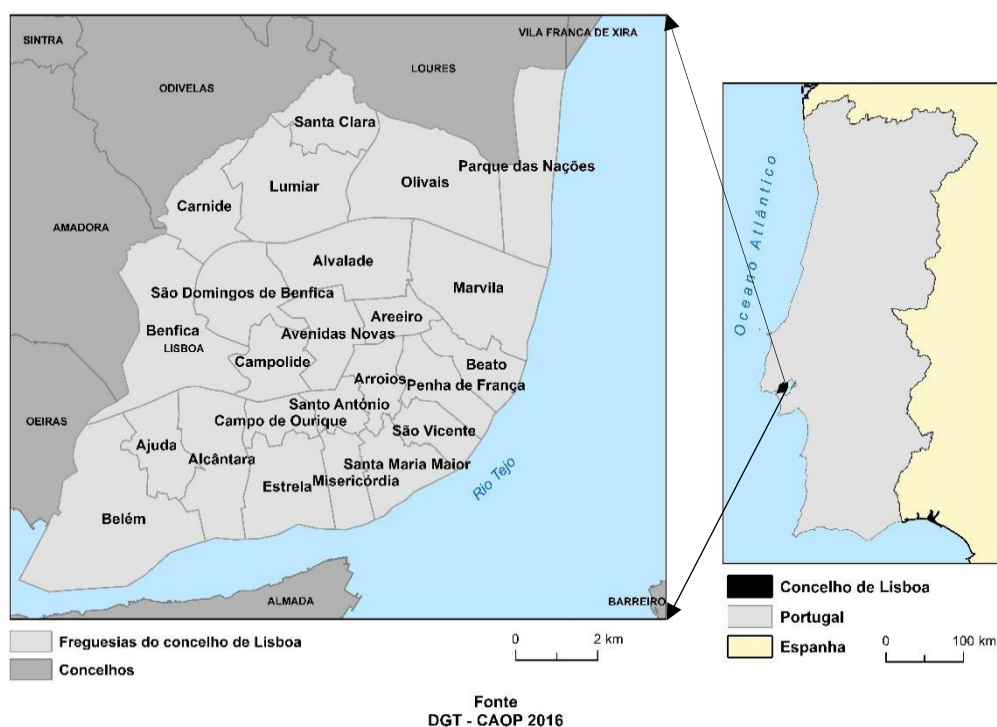 SINTRA
VILA FRANCA DE XIRA
LOURES
ODIVELAS
Santa Clara
Parque das Nações
Olivais
Lumiar
Carnide
AMADORA
Alvalade
Marvila
São Domingos de Benfica
Areeiro
Benfica
Avenidas Novas
LISBOA
Campolide
Beato
Arroios
Penha de França
Santo António
OEIRAS
Campo de Ourique
São Vicente
Ajuda
Alcântara
Santa Maria Maior
Misericórdia
Estrela
Rio Tejo
Belém
ALMADA
BARREIRO
Freguesias do concelho de Lisboa
Concelhos
0 2 km
Oceano Atlântico
Concelho de Lisboa
Portugal
Espanha
0 100 km
Fonte
DGT - CAOP 2016